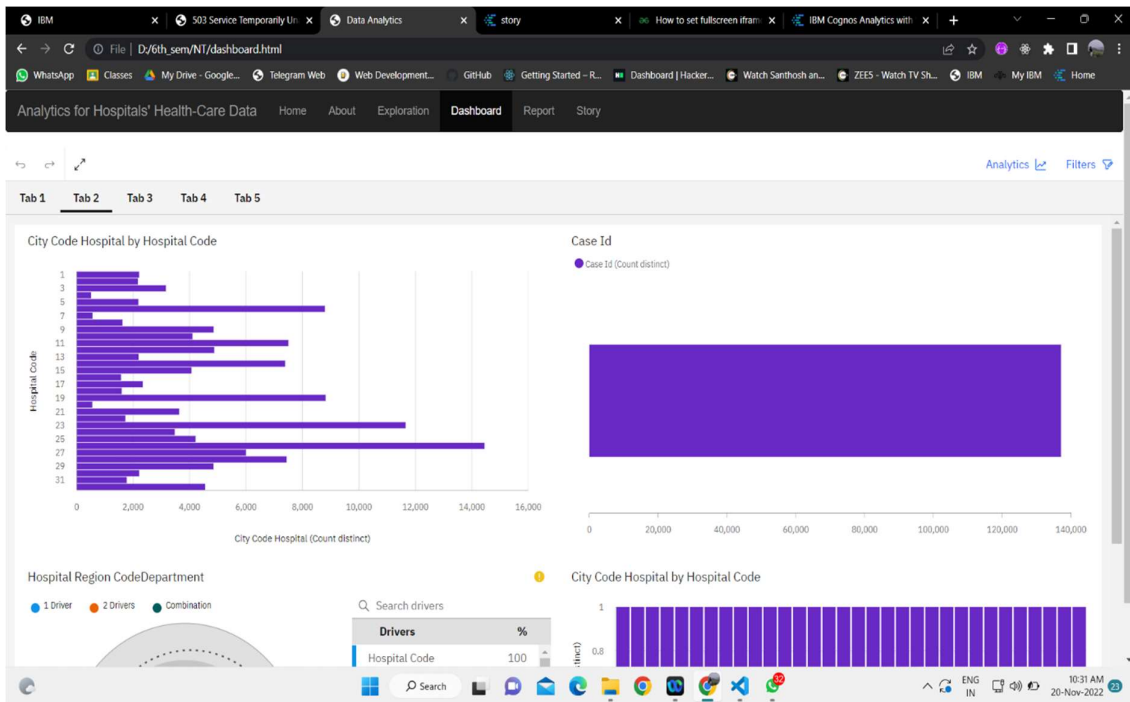 IBM
503 Service Temporarily Un
Data Analytics
story
How to set fullscreen ifram
IBM Cognos Analytics with
File | D:/6th_sem/NT/dashboard.html
WhatsApp Classes My Drive - Google... Telegram Web Web Development... GitHub Getting Started – R... Dashboard | Hacker... Watch Santhosh an... ZEE5 - Watch TV Sh... IBM My IBM Home
Analytics for Hospitals' Health-Care Data Home About Exploration Dashboard Report Story
Analytics Filters
Tab 1 Tab 2 Tab 3 Tab 4 Tab 5
City Code Hospital by Hospital Code
Hospital Code
1
3
5
7
9
11
13
15
17
19
21
23
25
27
29
31
0 2,000 4,000 6,000 8,000 10,000 12,000 14,000 16,000
City Code Hospital (Count distinct)
Case Id
Case Id (Count distinct)
0 20,000 40,000 60,000 80,000 100,000 120,000 140,000
Hospital Region CodeDepartment
1 Driver 2 Drivers Combination
Search drivers
Drivers %
Hospital Code 100
City Code Hospital by Hospital Code
1
0.8
tinct)
Search
32
ENG
IN
10:31 AM
20-Nov-2022
23